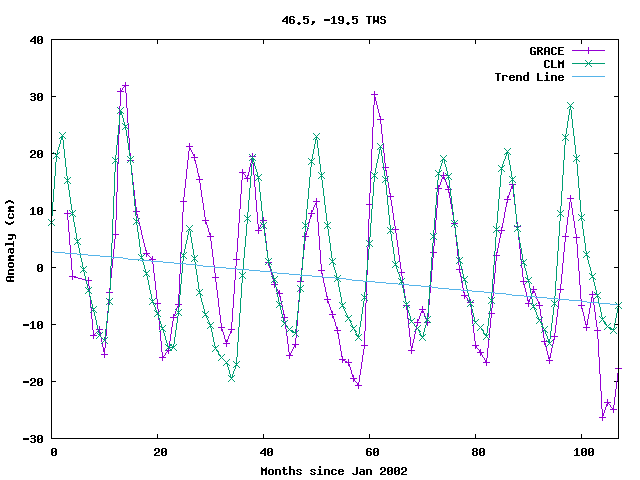 46.5, -19.5 TWS
GRACE
CLM
Trend Line
40
30
20
10
0
-10
-20
-30
Anomaly (cm)
0 20 40 60 80 100
Months since Jan 2002